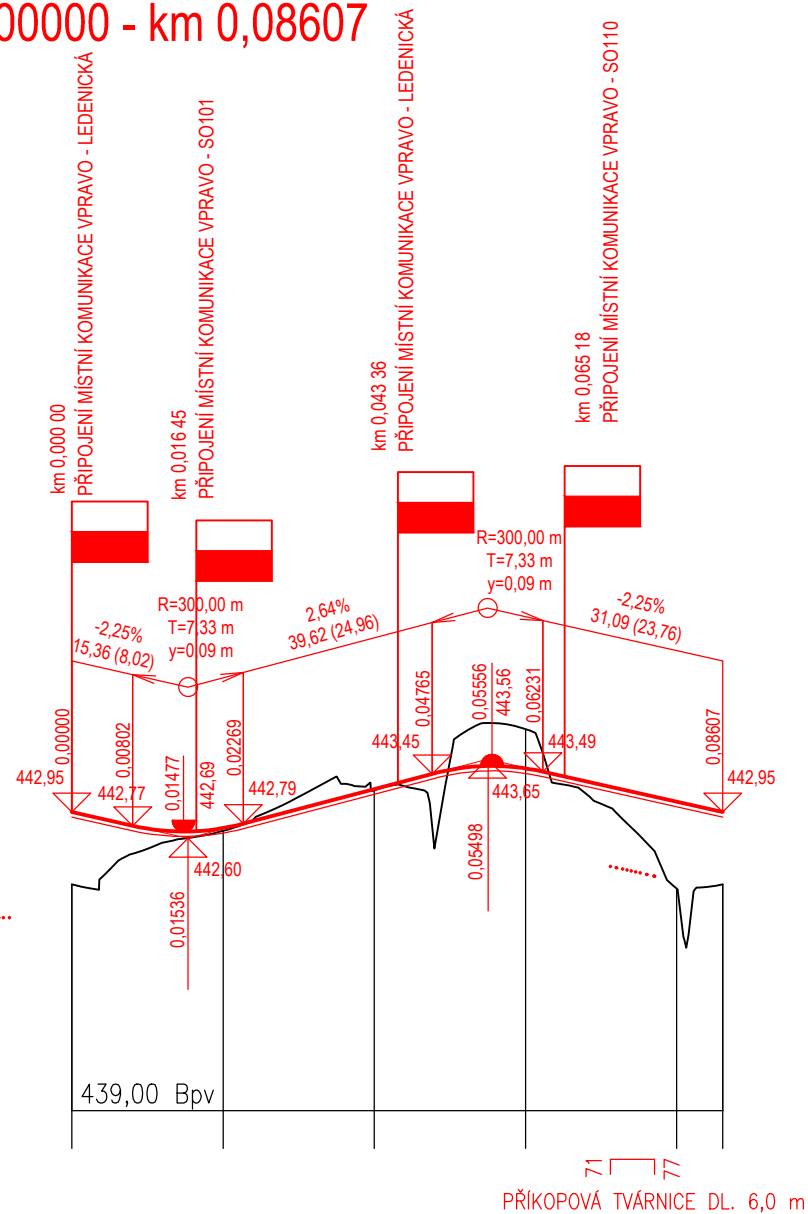 00000 - km 0,08607
km 0,000 00
PŘIPOJENÍ MÍSTNÍ KOMUNIKACE VPRAVO - LEDENICKÁ
km 0,016 45
PŘIPOJENÍ MÍSTNÍ KOMUNIKACE VPRAVO - SO101
km 0,043 36
PŘIPOJENÍ MÍSTNÍ KOMUNIKACE VPRAVO - LEDENICKÁ
km 0,065 18
PŘIPOJENÍ MÍSTNÍ KOMUNIKACE VPRAVO - SO110
R=300,00 m
T=7,33 m
y=0,09 m
R=300,00 m
T=7,33 m
y=0,09 m
-2,25%
15,36 (8,02)
2,64%
39,62 (24,96)
-2,25%
31,09 (23,76)
0,00000
442,95
0,00802
442,77
0,01477
442,69
0,02269
442,79
442,60
0,01536
0,04765
443,45
0,05556
443,56
0,06231
443,49
443,65
0,05498
0,08607
442,95
439,00 Bpv
71
77
PŘÍKOPOVÁ TVÁRNICE DL. 6,0 m